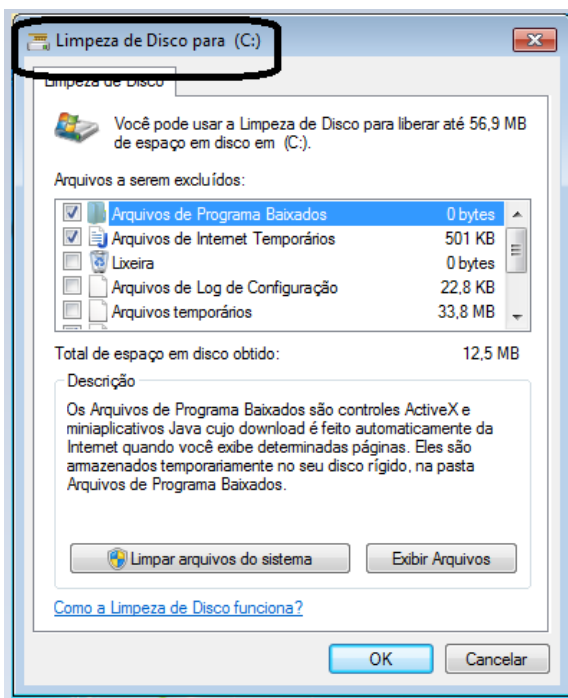 Limpeza de Disco para (C:)
Limpeza de Disco
Você pode usar a Limpeza de Disco para liberar até 56,9 MB
de espaço em disco em (C:).
Arquivos a serem excluídos:
Arquivos de Programa Baixados 0 bytes
Arquivos de Internet Temporários 501 KB
Lixeira 0 bytes
Arquivos de Log de Configuração 22,8 KB
Arquivos temporários 33,8 MB
Total de espaço em disco obtido: 12,5 MB
Descrição
Os Arquivos de Programa Baixados são controles ActiveX e
miniaplicativos Java cujo download é feito automaticamente da
Internet quando você exibe determinadas páginas. Eles são
armazenados temporariamente no seu disco rígido, na pasta
Arquivos de Programa Baixados.
Limpar arquivos do sistema Exibir Arquivos
Como a Limpeza de Disco funciona?
OK Cancelar